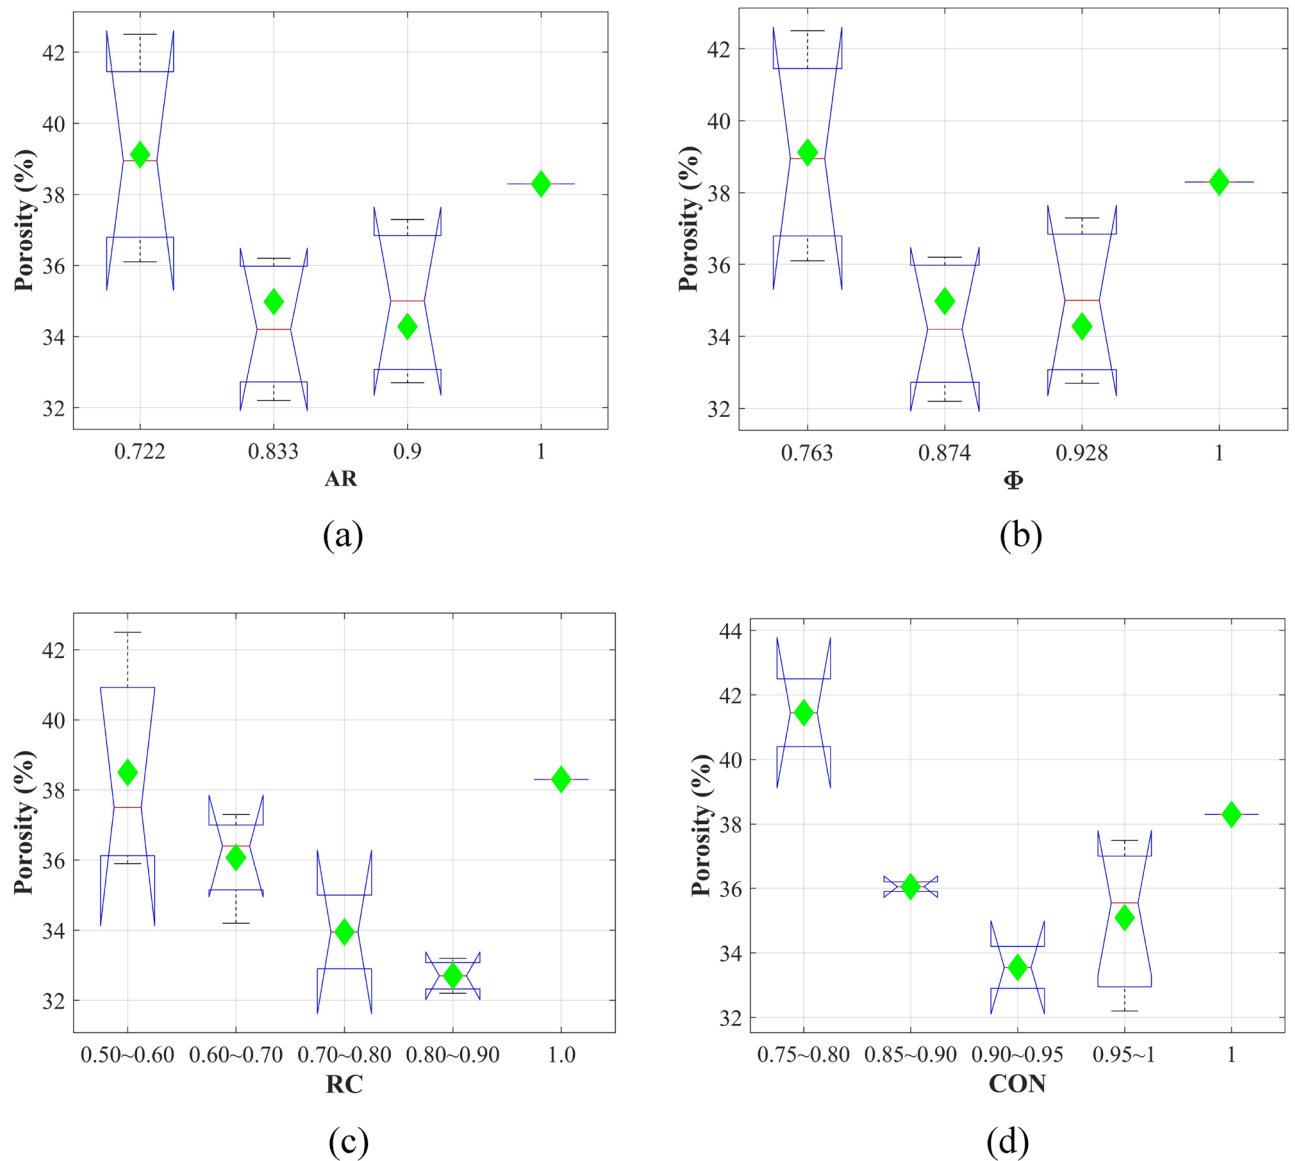 Porosity (%)
42
40
38
36
34
32
0.722 0.833 0.9 1
AR
(a)
Porosity (%)
42
40
38
36
34
32
0.763 0.874 0.928 1
Φ
(b)
Porosity (%)
42
40
38
36
34
32
0.50~0.60 0.60~0.70 0.70~0.80 0.80~0.90 1.0
RC
(c)
Porosity (%)
44
42
40
38
36
34
32
0.75~0.80 0.85~0.90 0.90~0.95 0.95~1 1
CON
(d)